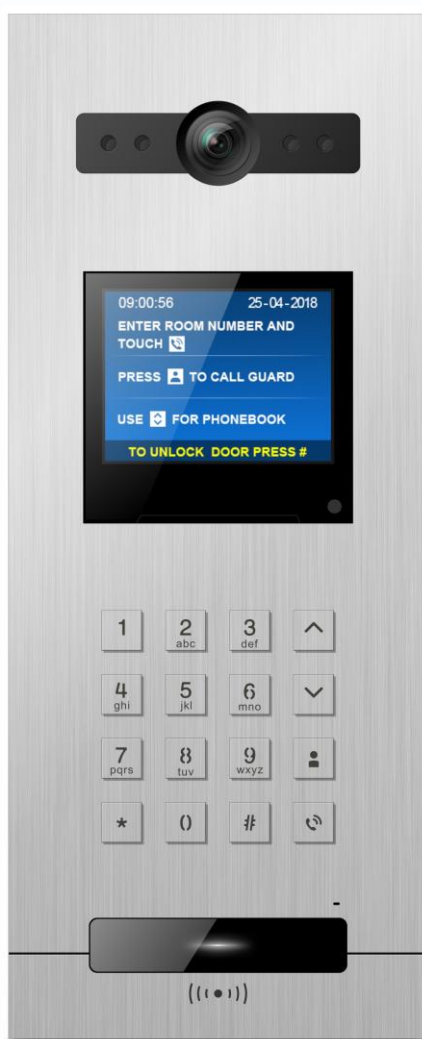 09:00:56 25-04-2018
ENTER ROOM NUMBER AND
TOUCH
PRESS TO CALL GUARD
USE FOR PHONEBOOK
TO UNLOCK DOOR PRESS #
1 2 3
abc def
4 5 6
ghi jkl mno
7 8 9
pqrs tuv wxyz
* 0 #